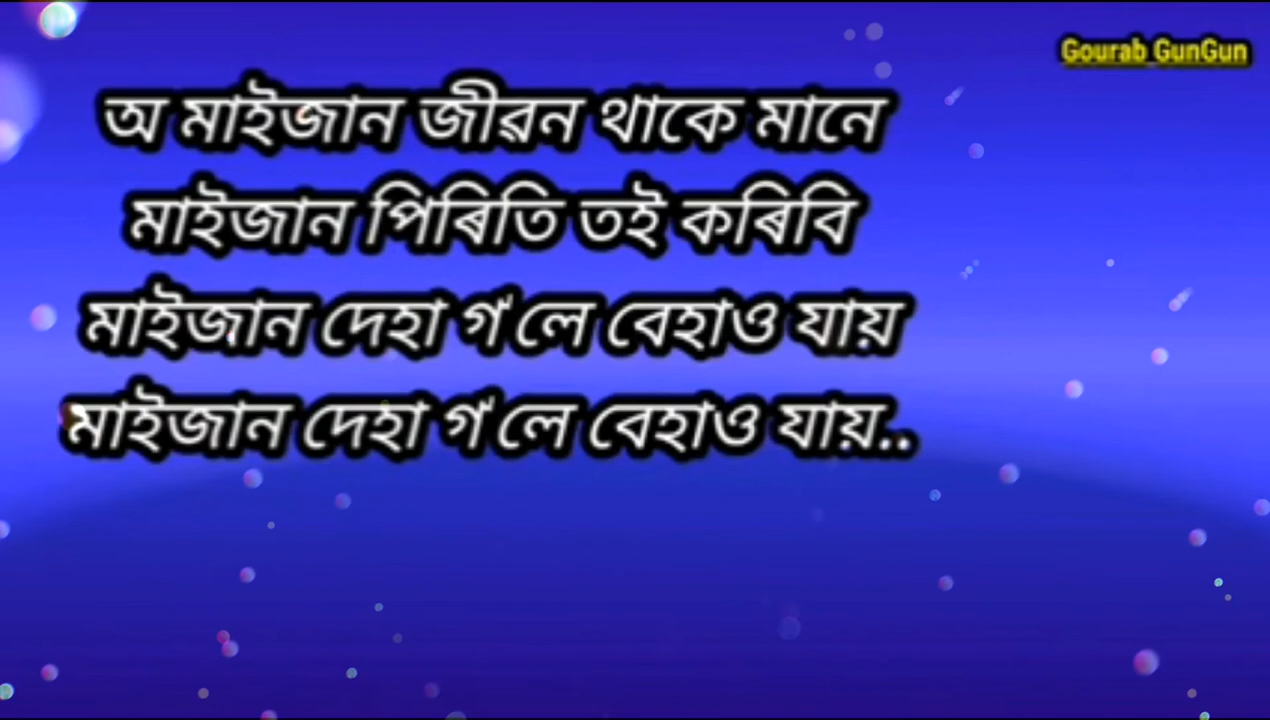 Gourab GunGun
অ মাইজান জীৱন থাকে মানে
মাইজান পিৰিতি তই কৰিবি
মাইজান দেহা গ'লে বেহাও যায়
মাইজান দেহা গ'লে বেহাও যায়..